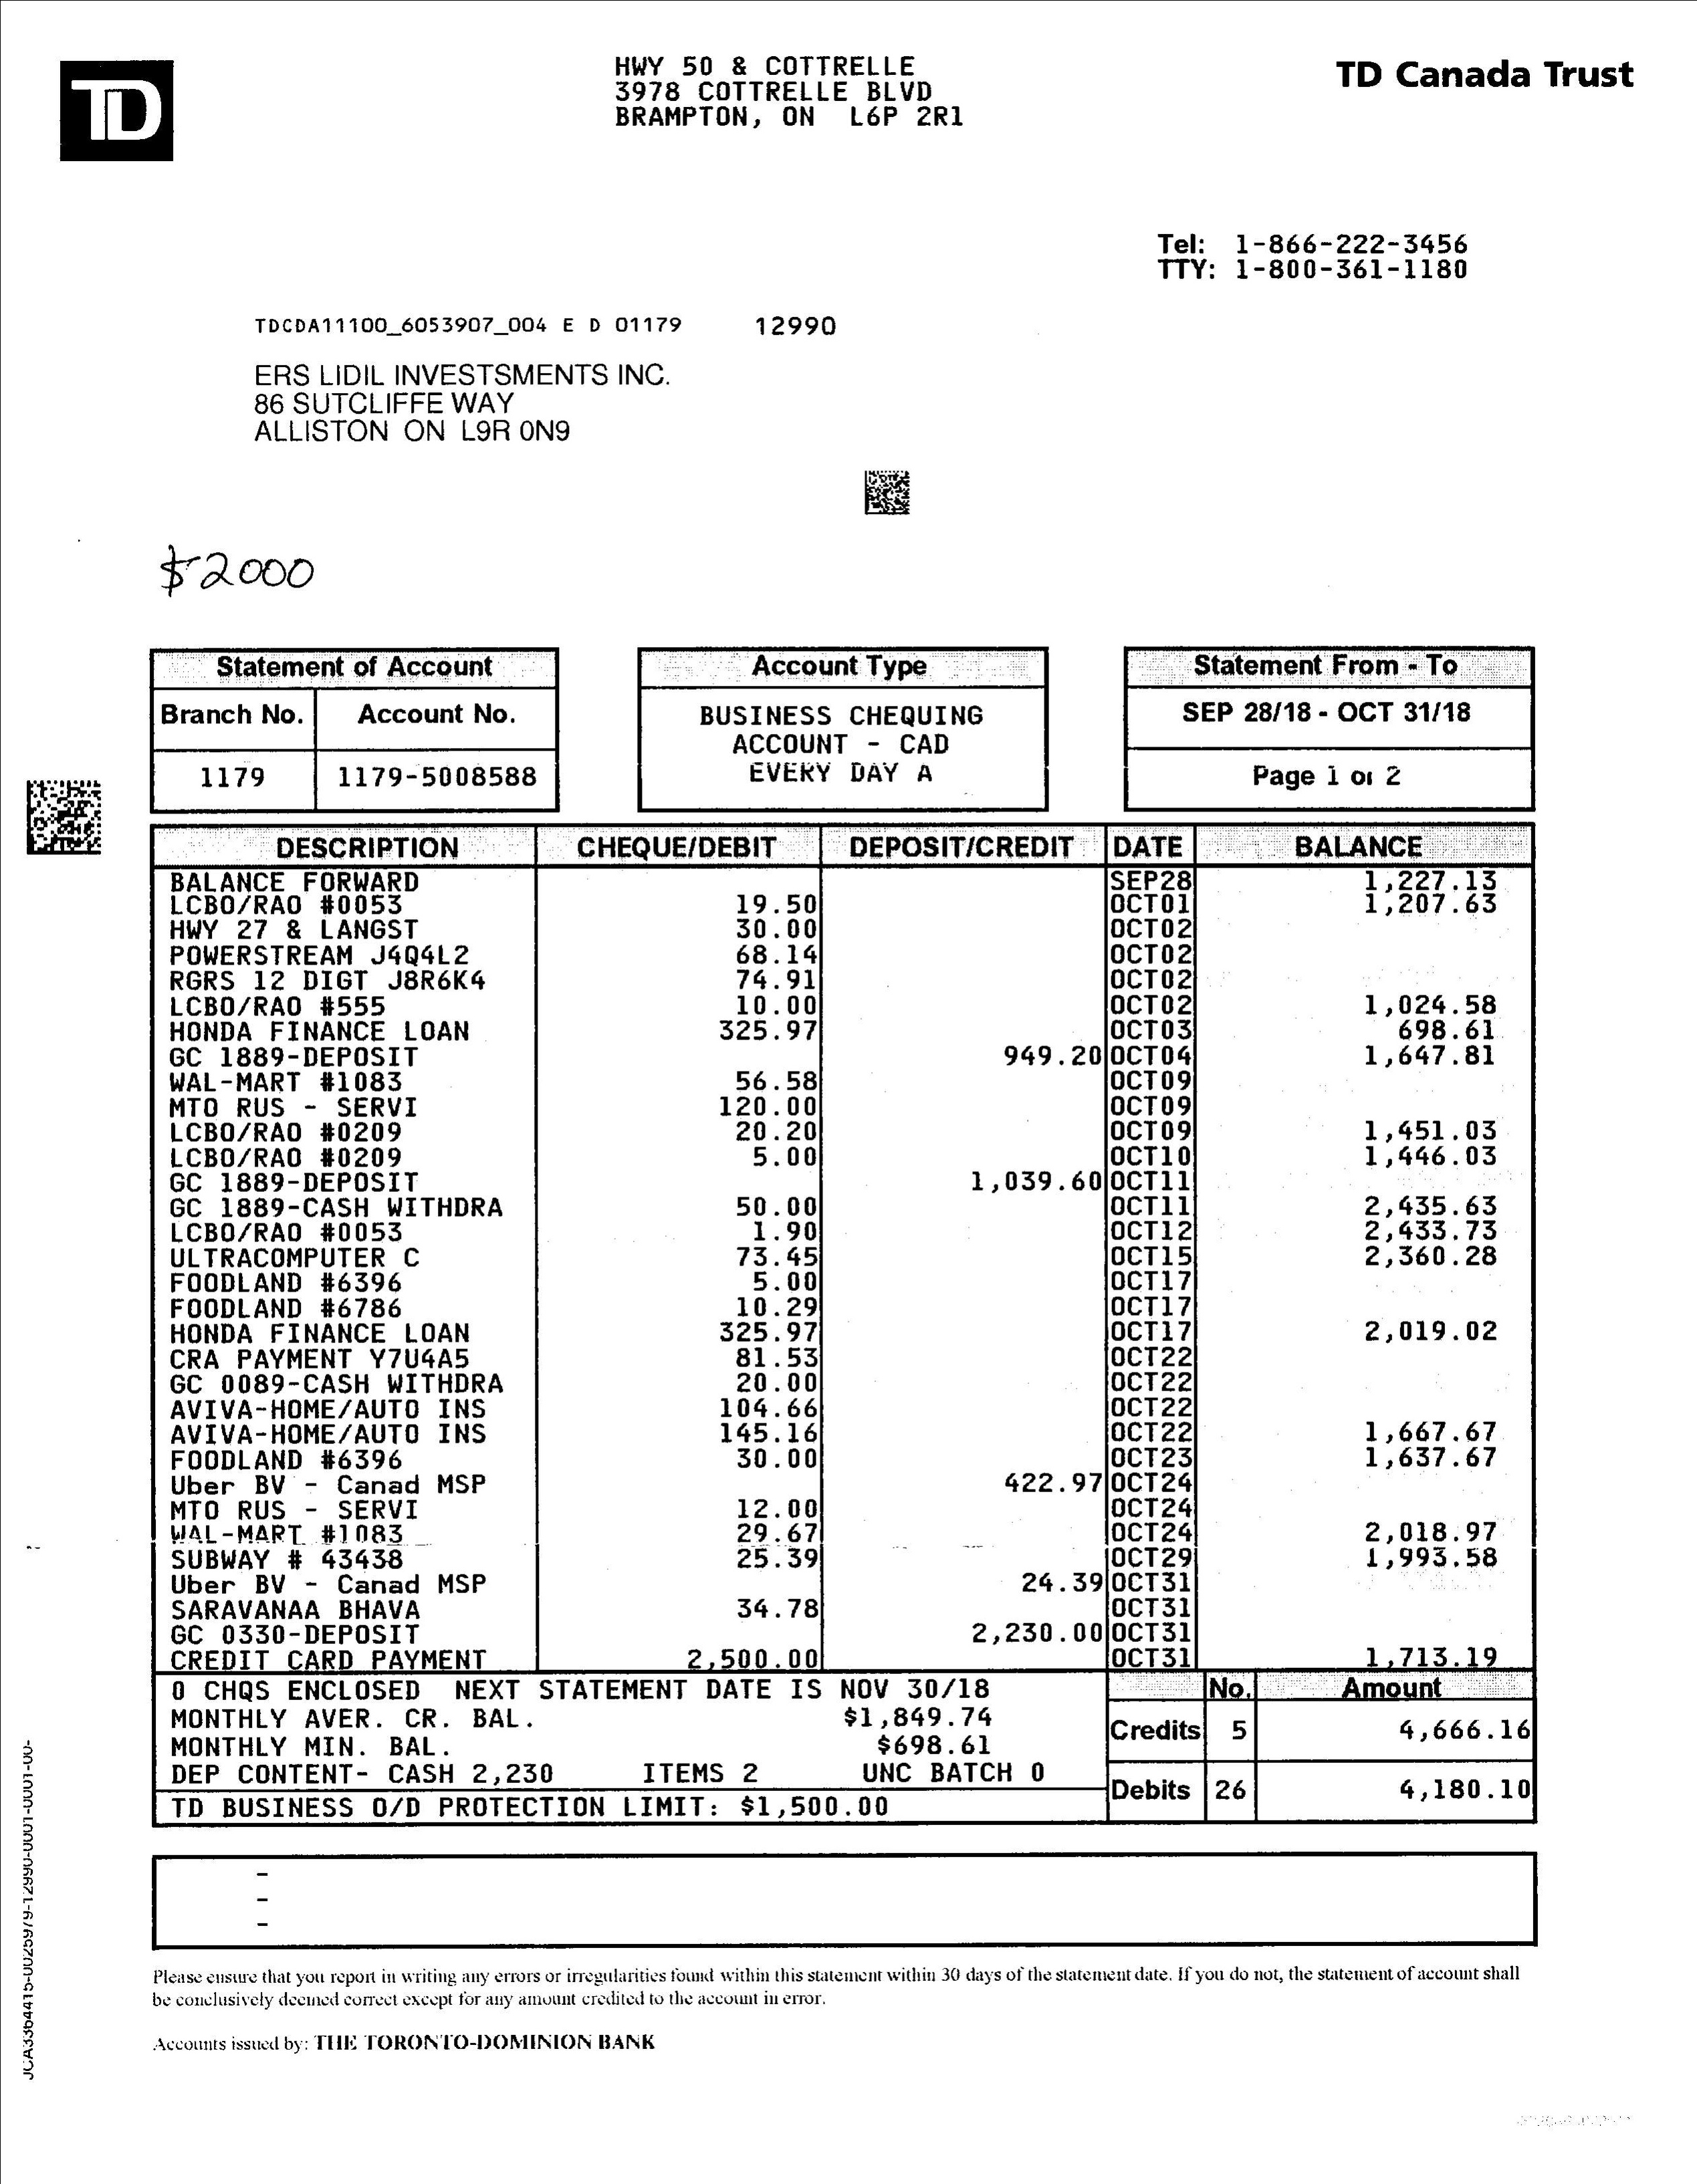 TD
HWY 50 & COTTRELLE
3978 COTTRELLE BLVD
BRAMPTON, ON L6P 2R1
TD Canada Trust
Tel: 1-866-222-3456
TTY: 1-800-361-1180
TDCDA11100_6053907_004 E D 01179 12990
ERS LIDIL INVESTSMENTS INC.
86 SUTCLIFFE WAY
ALLISTON ON L9R 0N9
$2000
Statement of Account
Branch No. Account No.
1179 1179-5008588
Account Type
BUSINESS CHEQUING
ACCOUNT - CAD
EVERY DAY A
Statement From - To
SEP 28/18 - OCT 31/18
Page 1 of 2
DESCRIPTION CHEQUE/DEBIT DEPOSIT/CREDIT DATE BALANCE
BALANCE FORWARD SEP28 1,227.13
LCBO/RAO #0053 19.50 OCT01 1,207.63
HWY 27 & LANGST 30.00 OCT02
POWERSTREAM J4Q4L2 68.14 OCT02
RGRS 12 DIGT J8R6K4 74.91 OCT02
LCBO/RAO #555 10.00 OCT02 1,024.58
HONDA FINANCE LOAN 325.97 OCT03 698.61
GC 1889-DEPOSIT 949.20 OCT04 1,647.81
WAL-MART #1083 56.58 OCT09
MTO RUS - SERVI 120.00 OCT09
LCBO/RAO #0209 20.20 OCT09 1,451.03
LCBO/RAO #0209 5.00 OCT10 1,446.03
GC 1889-DEPOSIT 1,039.60 OCT11
GC 1889-CASH WITHDRA 50.00 OCT11 2,435.63
LCBO/RAO #0053 1.90 OCT12 2,433.73
ULTRACOMPUTER C 73.45 OCT15 2,360.28
FOODLAND #6396 5.00 OCT17
FOODLAND #6786 10.29 OCT17
HONDA FINANCE LOAN 325.97 OCT17 2,019.02
CRA PAYMENT Y7U4A5 81.53 OCT22
GC 0089-CASH WITHDRA 20.00 OCT22
AVIVA-HOME/AUTO INS 104.66 OCT22
AVIVA-HOME/AUTO INS 145.16 OCT22 1,667.67
FOODLAND #6396 30.00 OCT23 1,637.67
Uber BV - Canad MSP 422.97 OCT24
MTO RUS - SERVI 12.00 OCT24
WAL-MART #1083 29.67 OCT24 2,018.97
SUBWAY # 43438 25.39 OCT29 1,993.58
Uber BV - Canad MSP 24.39 OCT31
SARAVANAA BHAVA 34.78 OCT31
GC 0330-DEPOSIT 2,230.00 OCT31
CREDIT CARD PAYMENT 2,500.00 OCT31 1,713.19
0 CHQS ENCLOSED NEXT STATEMENT DATE IS NOV 30/18
MONTHLY AVER. CR. BAL. $1,849.74
MONTHLY MIN. BAL. $698.61
DEP CONTENT- CASH 2,230 ITEMS 2 UNC BATCH 0
TD BUSINESS O/D PROTECTION LIMIT: $1,500.00
No. Amount
Credits 5 4,666.16
Debits 26 4,180.10
-
-
-
Please ensure that you report in writing any errors or irregularities found within this statement within 30 days of the statement date. If you do not, the statement of account shall
be conclusively deemed correct except for any amount credited to the account in error.
Accounts issued by: THE TORONTO-DOMINION BANK